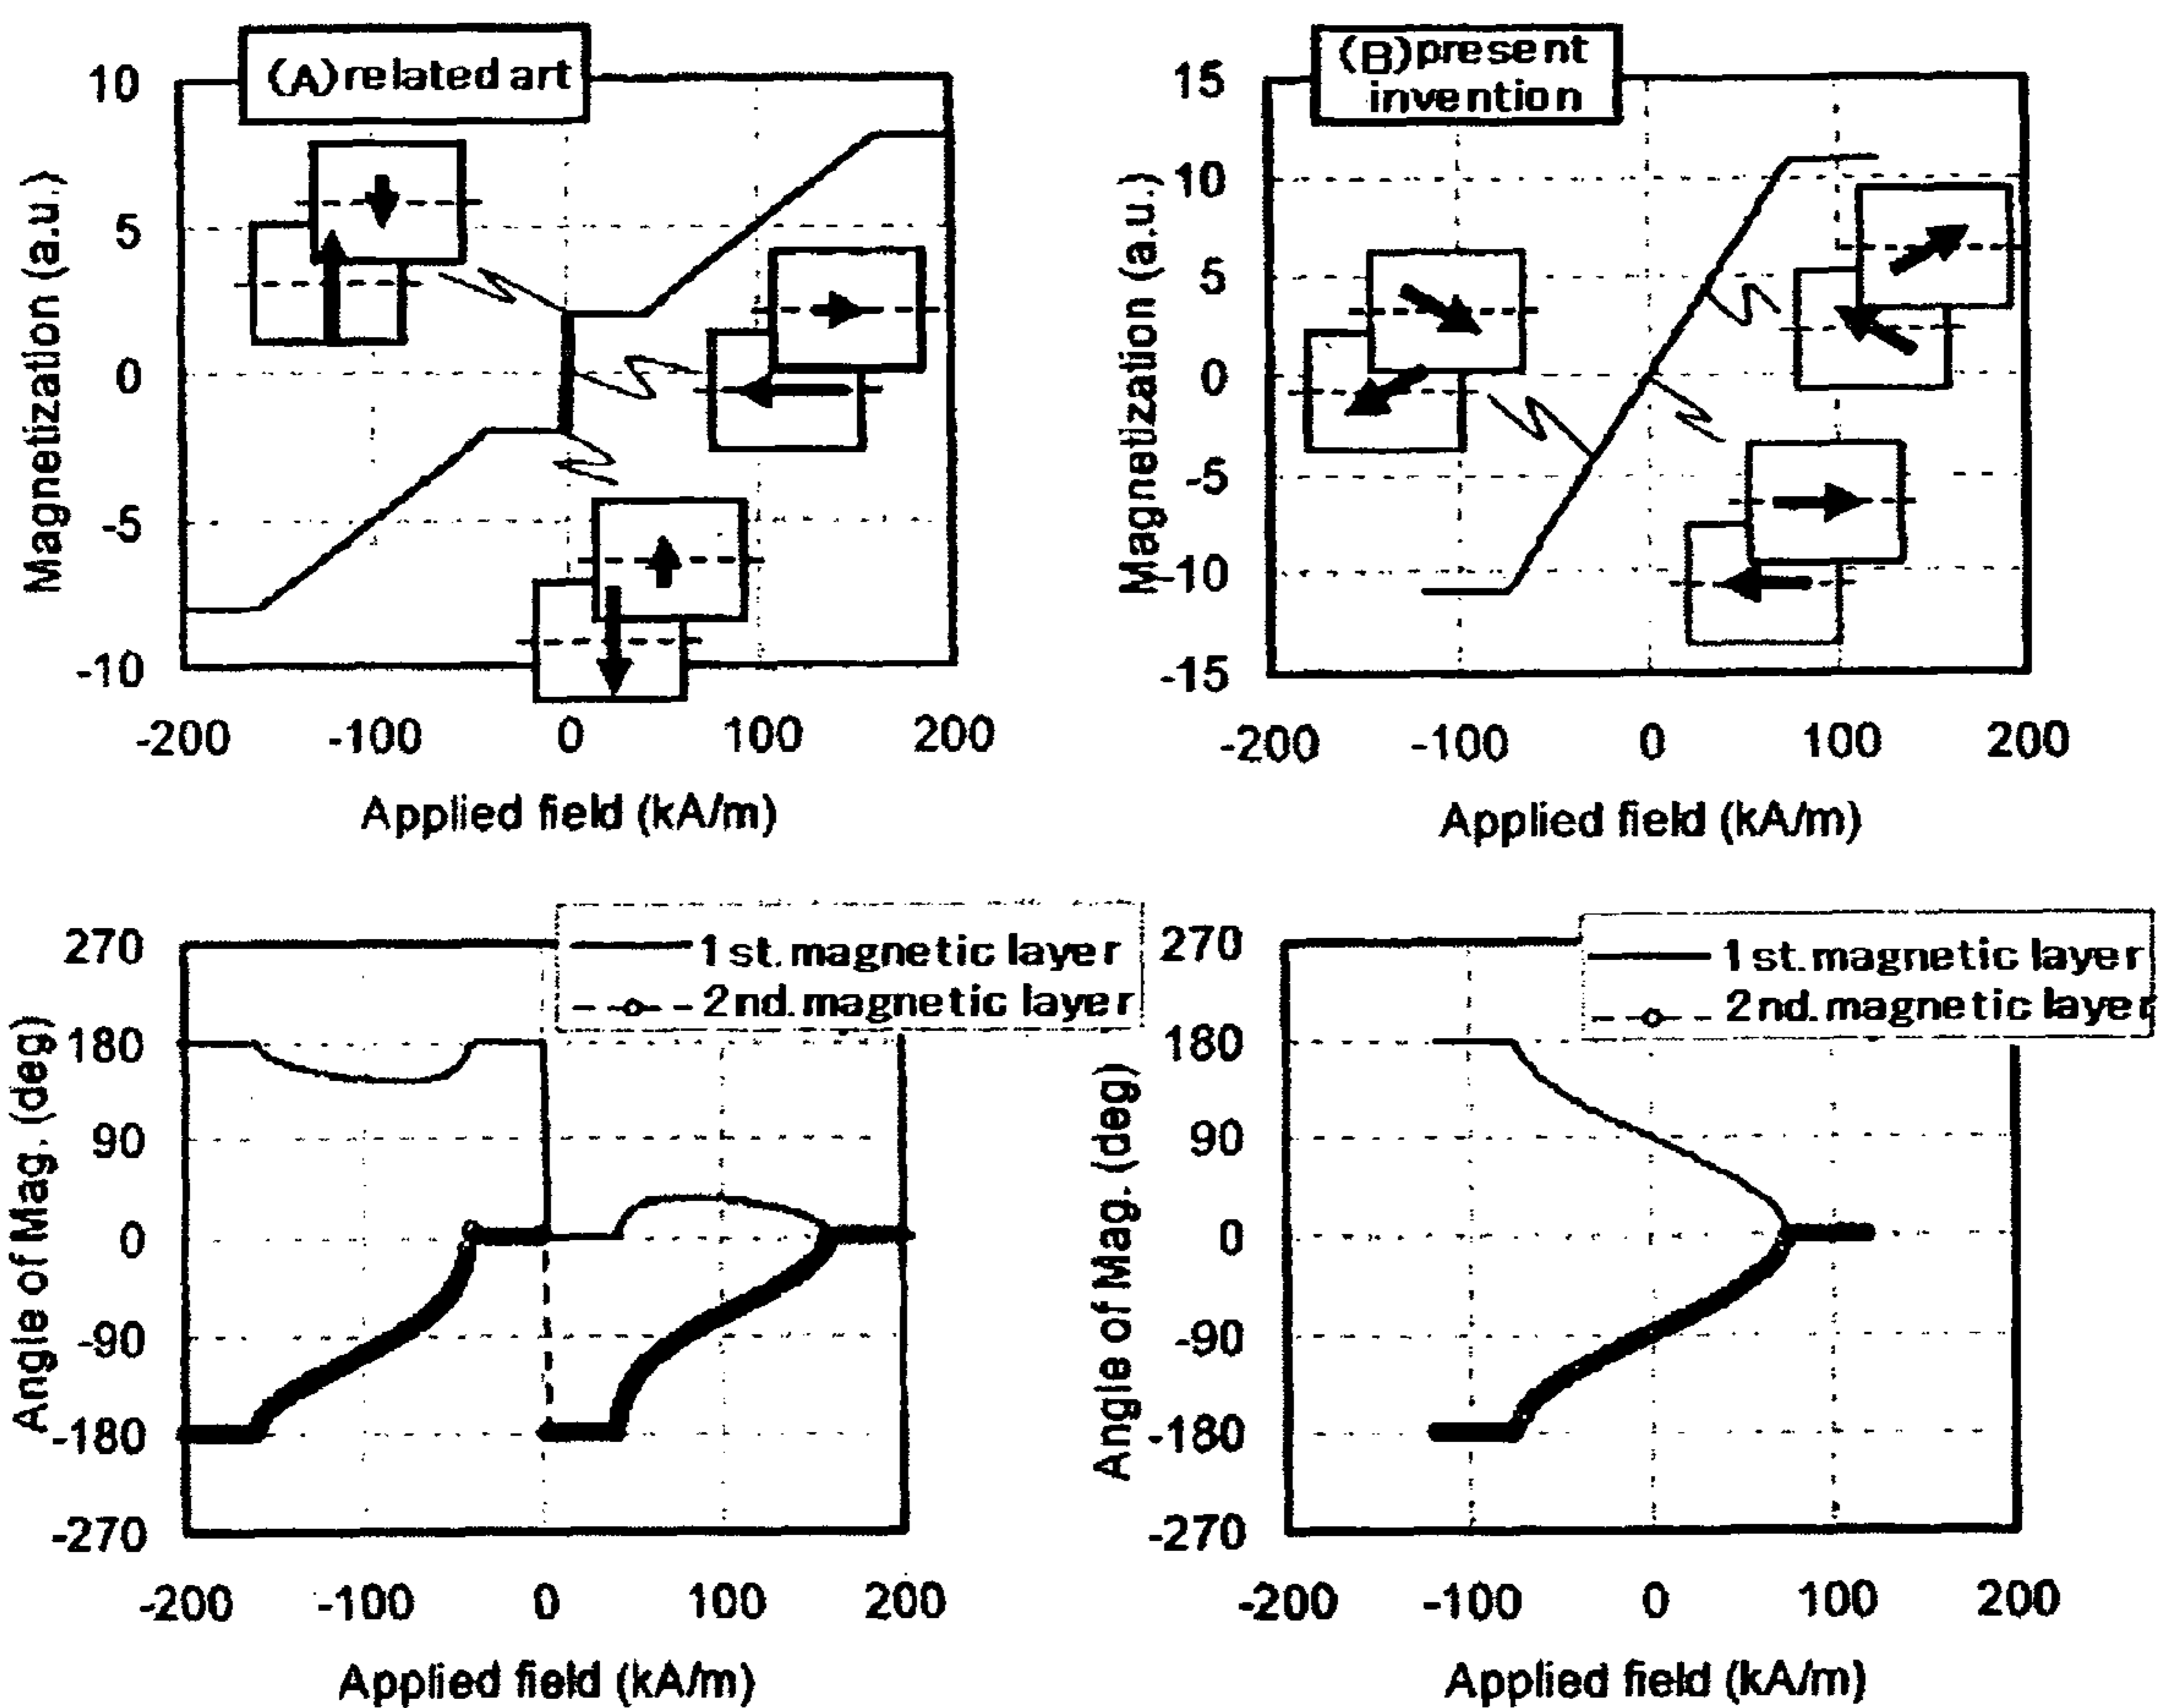 (A)related art
10
5
0
-5
-10
Magnetization (a.u.)
-200 -100 0 100 200
Applied field (kA/m)
(B)present
invention
15
10
5
0
-5
-10
-15
Magnetization (a.u.)
-200 -100 0 100 200
Applied field (kA/m)
1st. magnetic layer
2nd. magnetic layer
270
180
90
0
-90
-180
-270
Angle of Mag. (deg)
-200 -100 0 100 200
Applied field (kA/m)
1st. magnetic layer
2nd. magnetic layer
270
180
90
0
-90
-180
-270
Angle of Mag. (deg)
-200 -100 0 100 200
Applied field (kA/m)